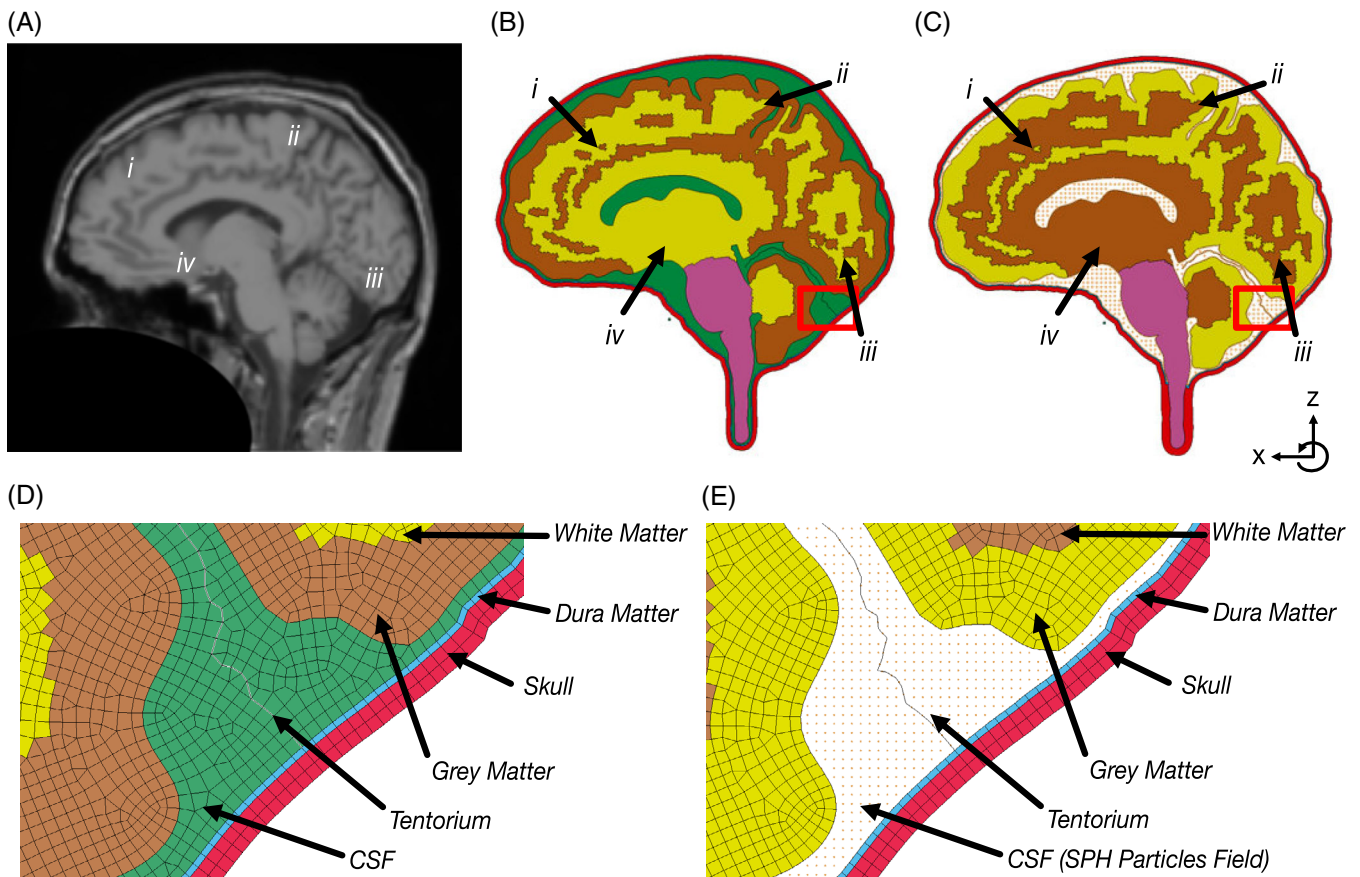 (A)
(B)
(C)
i
ii
iii
iv
i
ii
iii
iv
i
ii
iii
iv
z
x
(D)
(E)
White Matter
Dura Matter
Skull
Grey Matter
Tentorium
CSF
White Matter
Dura Matter
Skull
Grey Matter
Tentorium
CSF (SPH Particles Field)